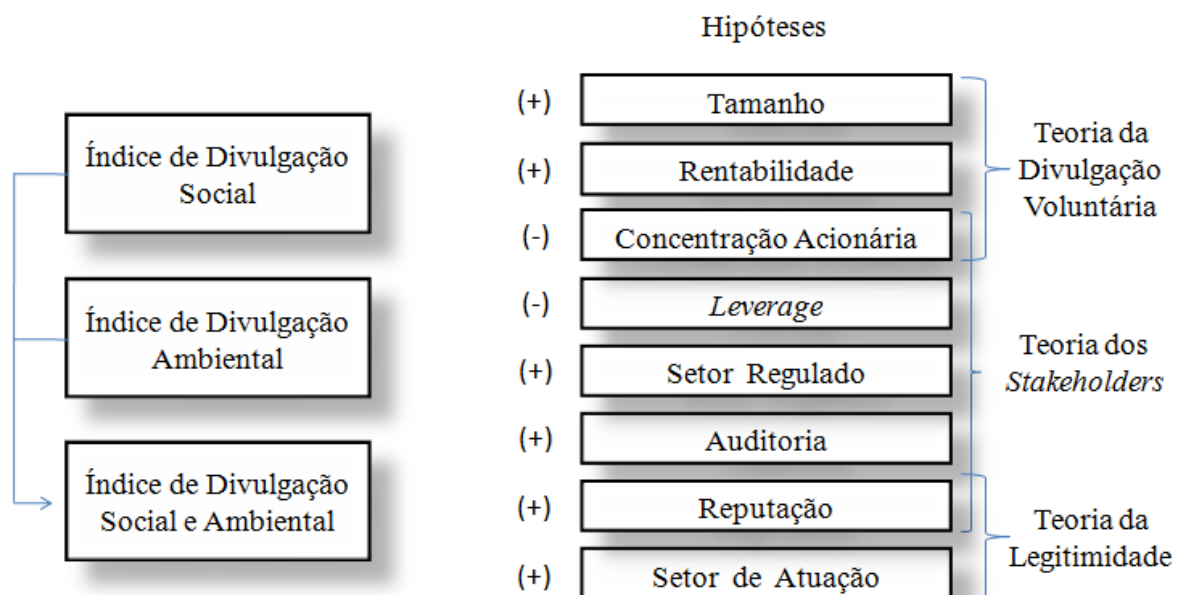 Hipóteses
Índice de Divulgação
Social
Índice de Divulgação
Ambiental
Índice de Divulgação
Social e Ambiental
(+) Tamanho
(+) Rentabilidade
(-) Concentração Acionária
(-) Leverage
(+) Setor Regulado
(+) Auditoria
(+) Reputação
(+) Setor de Atuação
Teoria da
Divulgação
Voluntária
Teoria dos
Stakeholders
Teoria da
Legitimidade